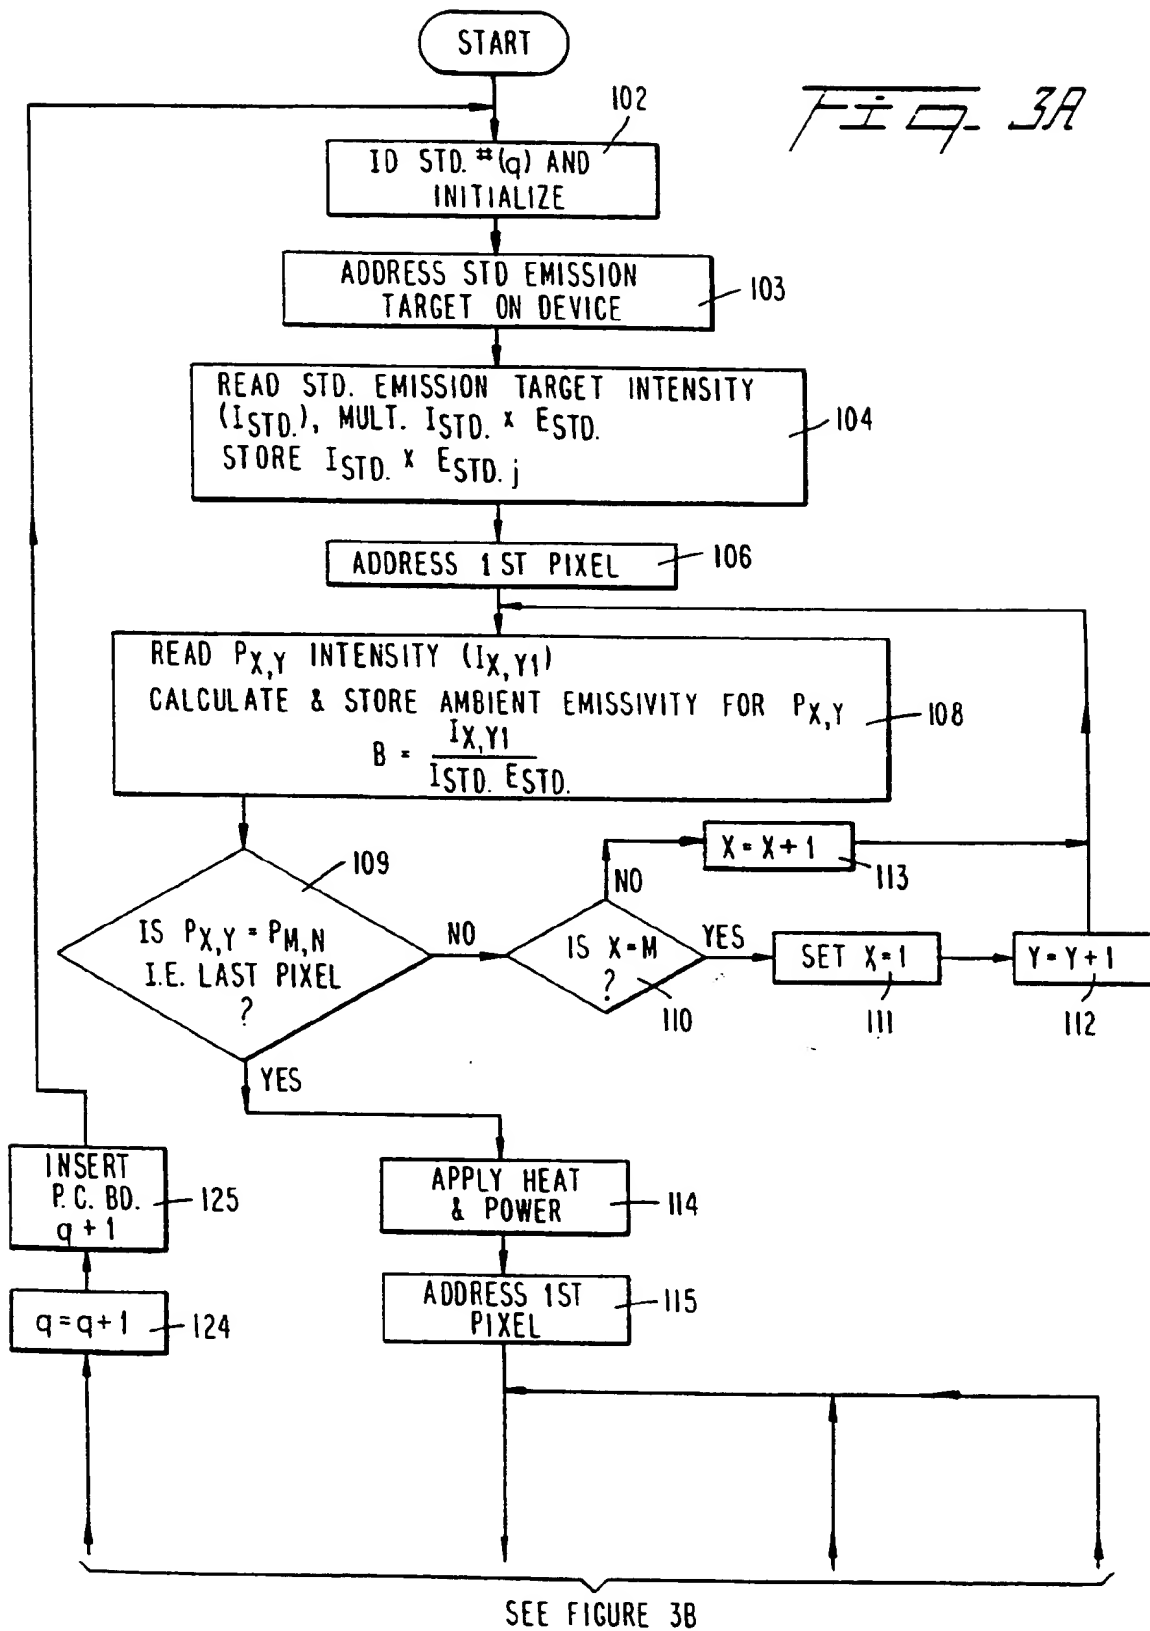 START
Fig. 3A
102
ID STD. #(q) AND
INITIALIZE
ADDRESS STD EMISSION
TARGET ON DEVICE
103
READ STD. EMISSION TARGET INTENSITY
(ISTD.), MULT. ISTD. x ESTD.
STORE ISTD. x ESTD. j
104
ADDRESS 1ST PIXEL
106
READ PX,Y INTENSITY (IX,Y1)
CALCULATE & STORE AMBIENT EMISSIVITY FOR PX,Y
B = IX,Y1
ISTD. ESTD.
108
109
IS PX,Y = PM,N
I.E. LAST PIXEL
?
NO
YES
IS X=M
?
110
NO
YES
X=X+1
113
SET X=1
111
Y=Y+1
112
INSERT
P.C. BD.
q+1
125
q=q+1
124
APPLY HEAT
& POWER
114
ADDRESS 1ST
PIXEL
115
SEE FIGURE 3B